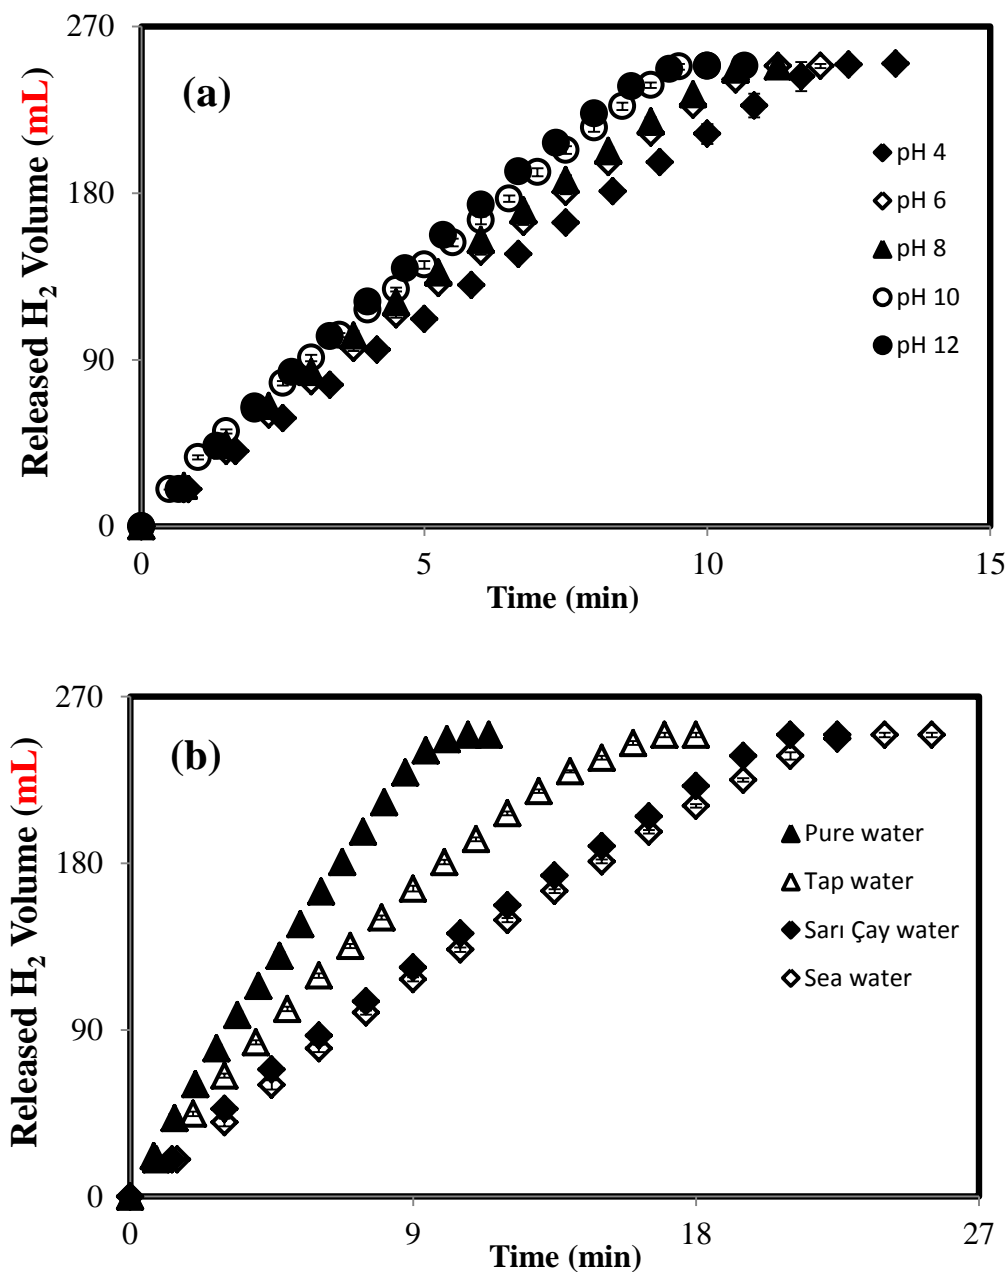 270
(a)
180
90
0
Released H2 Volume (mL)
pH 4
pH 6
pH 8
pH 10
pH 12
0 5 10 15
Time (min)
270
(b)
180
90
0
Released H2 Volume (mL)
Pure water
Tap water
Sarı Çay water
Sea water
0 9 18 27
Time (min)